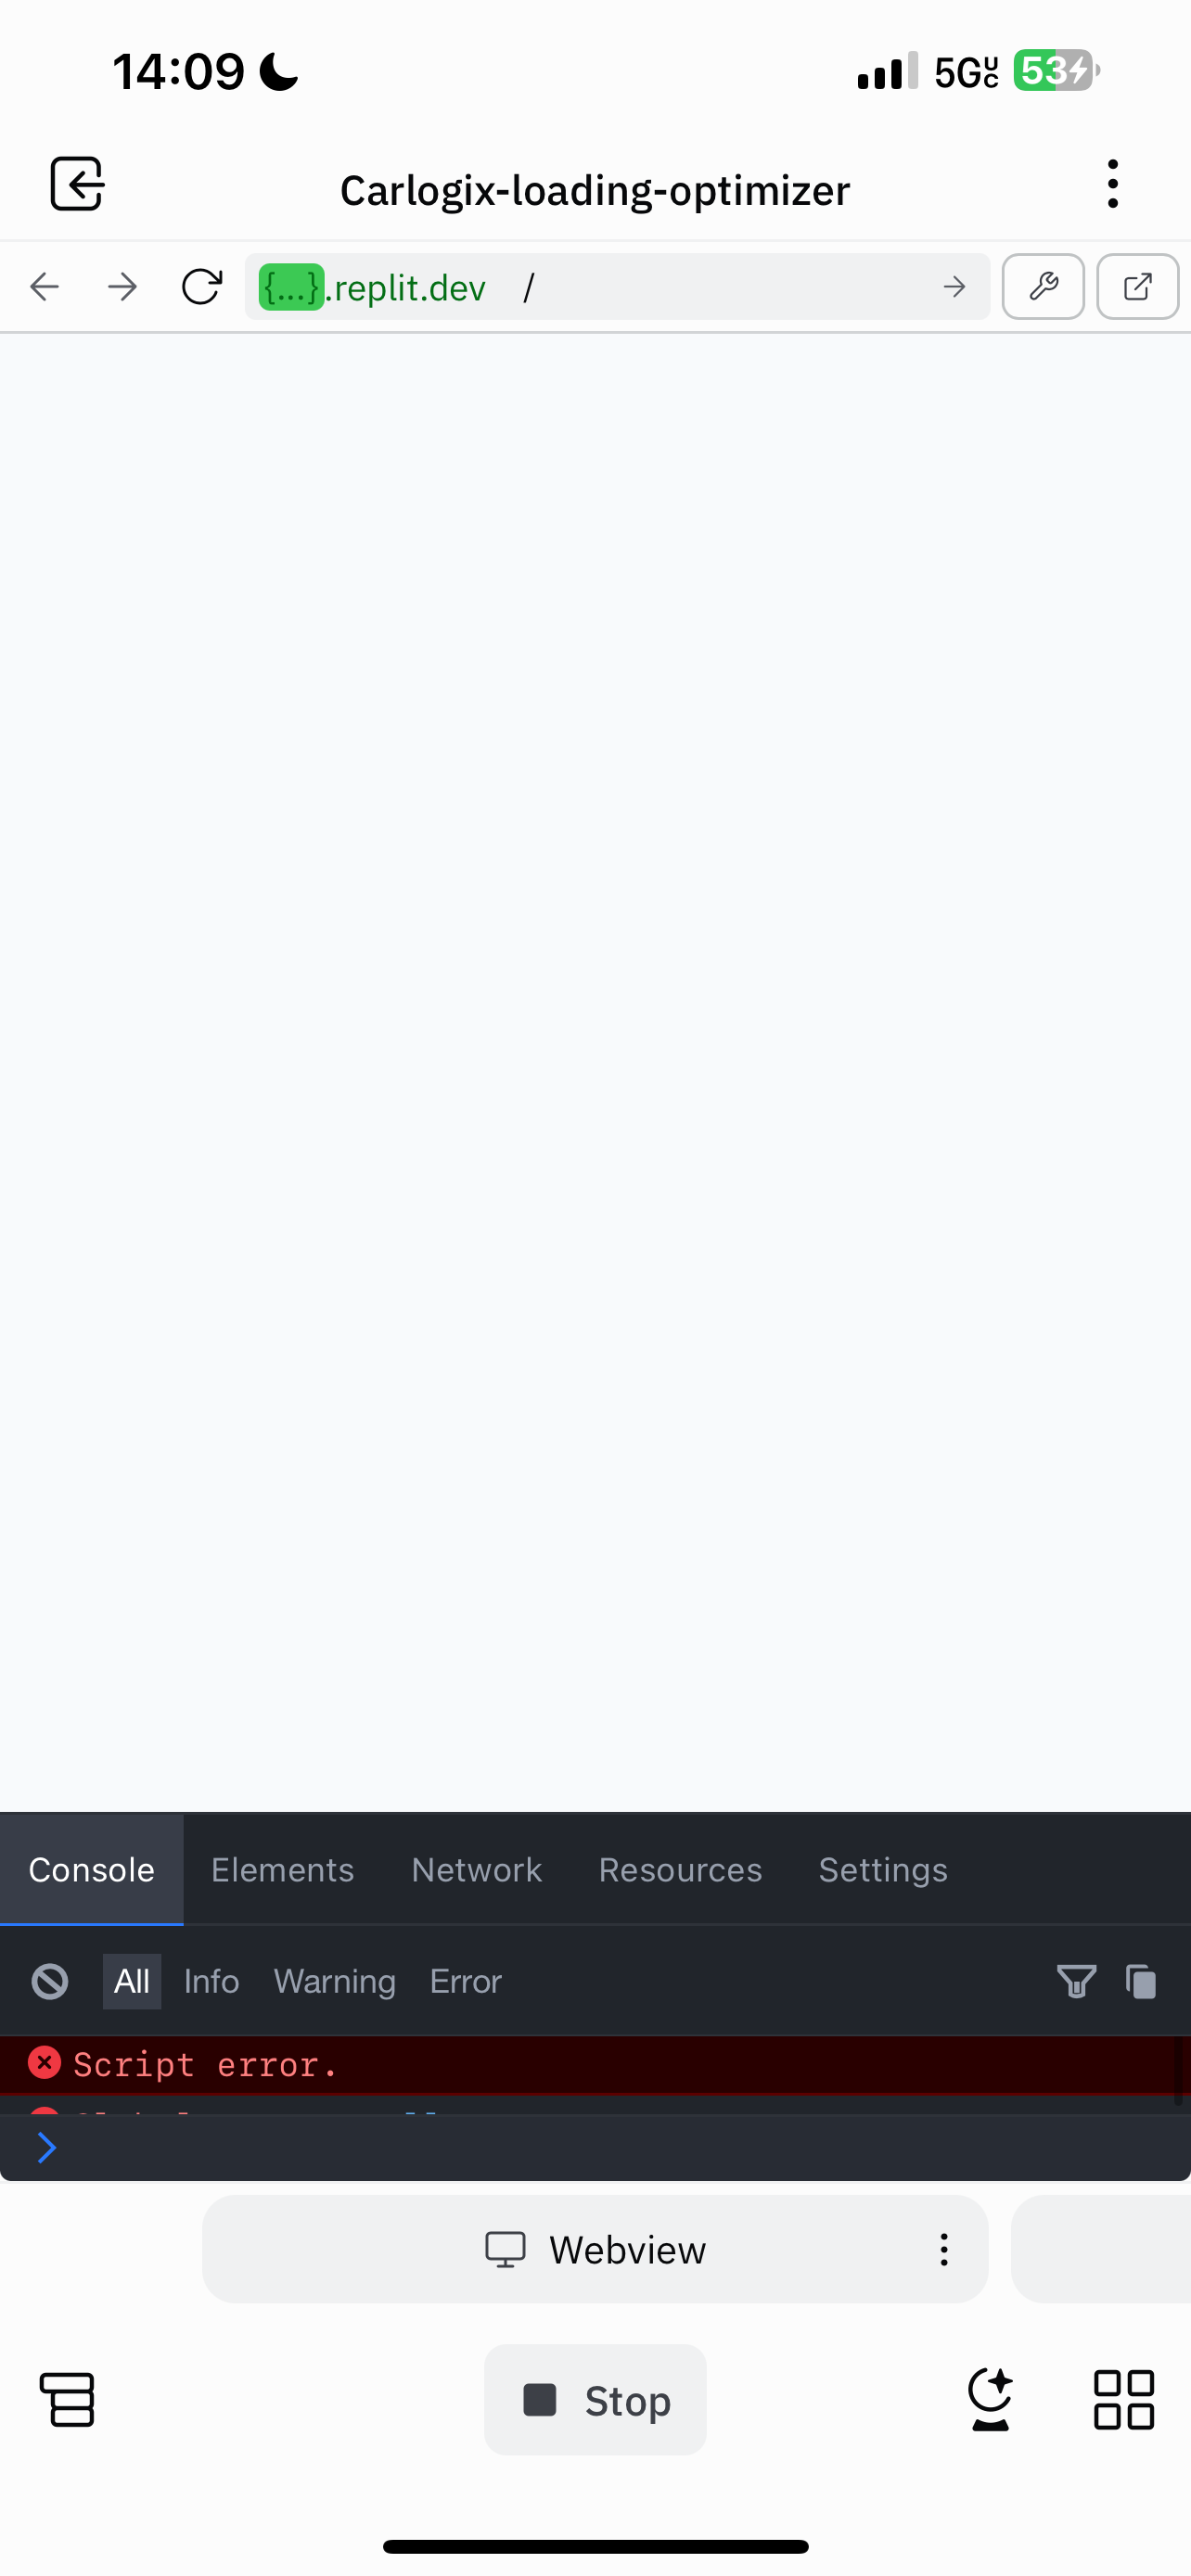 14:09
5G UC 53
Carlogix-loading-optimizer
{...}.replit.dev /
Console Elements Network Resources Settings
All Info Warning Error
Script error.
Webview
Stop